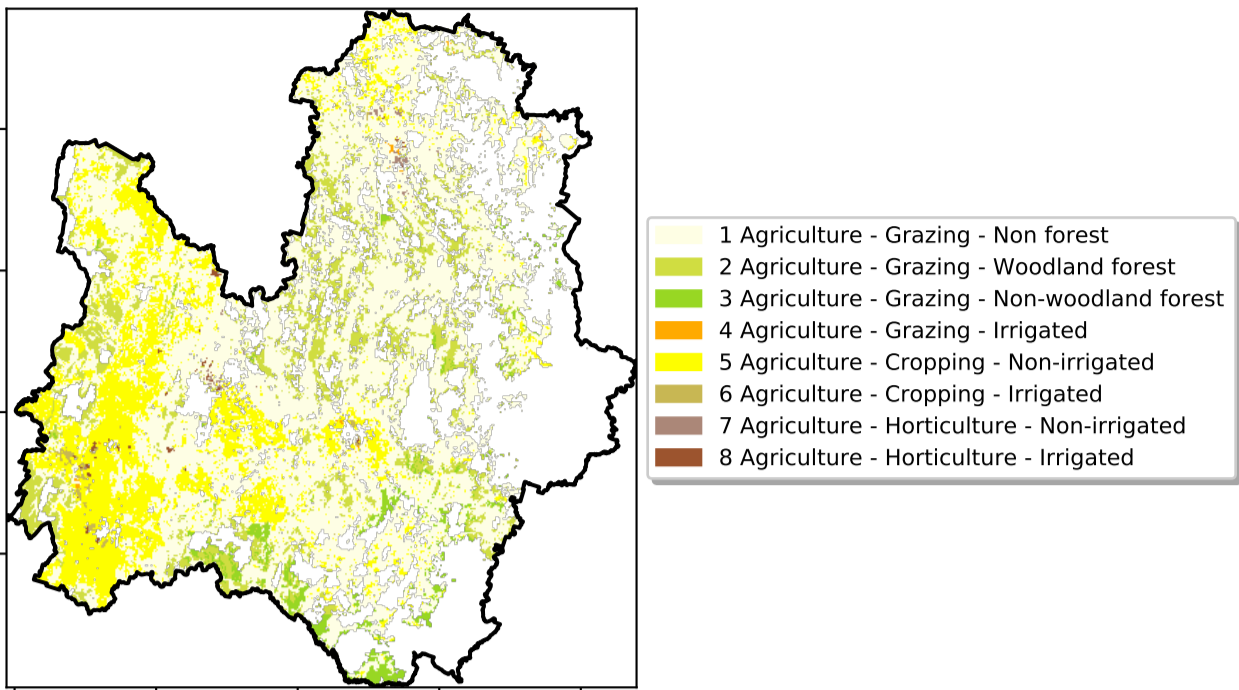 1 Agriculture - Grazing - Non forest
2 Agriculture - Grazing - Woodland forest
3 Agriculture - Grazing - Non-woodland forest
4 Agriculture - Grazing - Irrigated
5 Agriculture - Cropping - Non-irrigated
6 Agriculture - Cropping - Irrigated
7 Agriculture - Horticulture - Non-irrigated
8 Agriculture - Horticulture - Irrigated